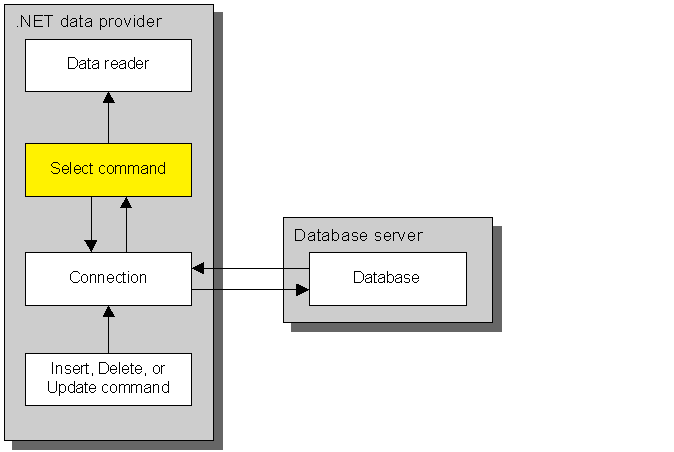 .NET data provider
Data reader
Select command
Connection
Insert, Delete, or
Update command
Database server
Database